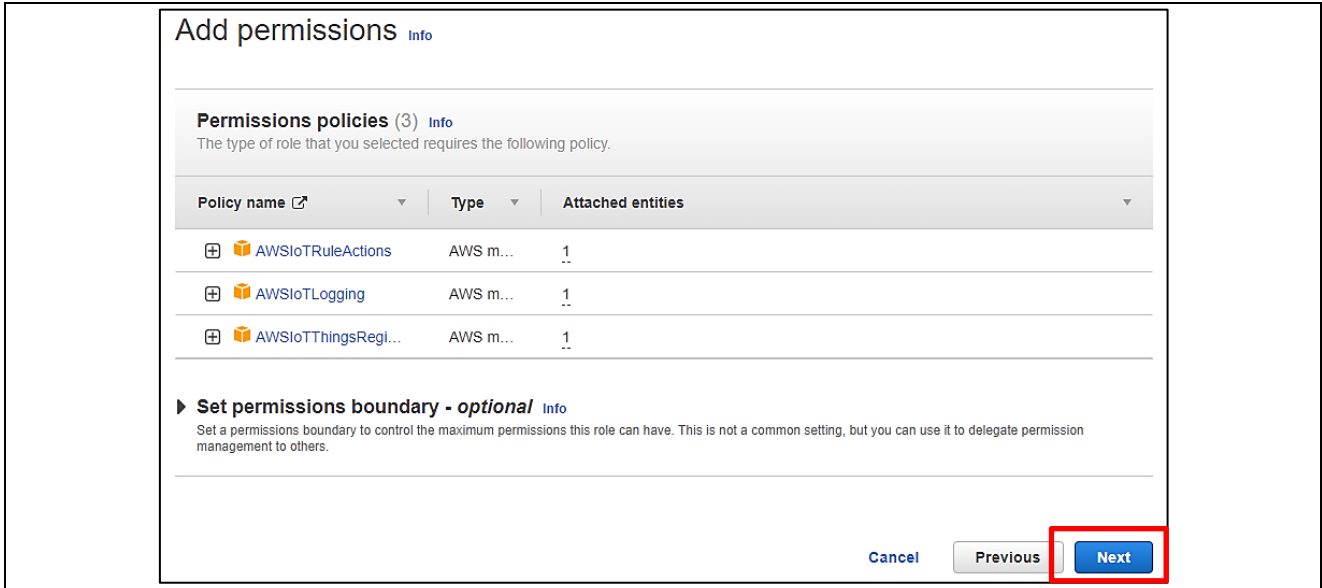 Add permissions Info
Permissions policies (3) Info
The type of role that you selected requires the following policy.
Policy name Type Attached entities
AWSIoTRuleActions AWS m... 1
AWSIoTLogging AWS m... 1
AWSIoTThingsRegi... AWS m... 1
Set permissions boundary - optional Info
Set a permissions boundary to control the maximum permissions this role can have. This is not a common setting, but you can use it to delegate permission
management to others.
Cancel Previous Next